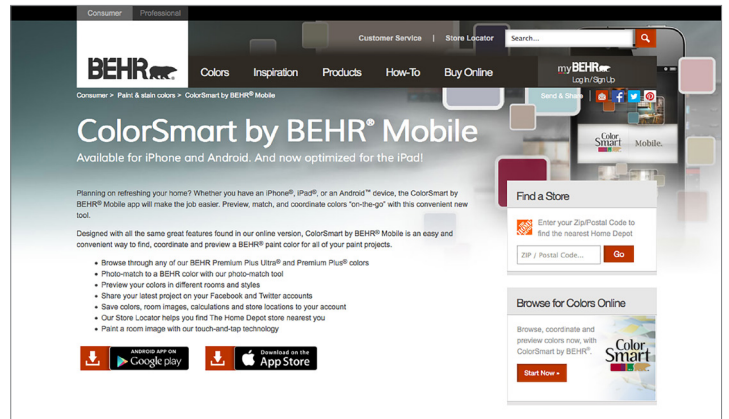 Consumer Professional
Customer Service | Store Locator Search...
BEHR
Colors Inspiration Products How-To Buy Online
myBEHR
Log In/Sign Up
Consumer > Paint & stain colors > ColorSmart by BEHR® Mobile
Send & Share
ColorSmart by BEHR® Mobile
Available for iPhone and Android. And now optimized for the iPad!
Color
Smart Mobile.
Planning on refreshing your home? Whether you have an iPhone®, iPad®, or an Android™ device, the ColorSmart by
BEHR® Mobile app will make the job easier. Preview, match, and coordinate colors "on-the-go" with this convenient new
tool.
Designed with all the same great features found in our online version, ColorSmart by BEHR® Mobile is an easy and
convenient way to find, coordinate and preview a BEHR® paint color for all of your paint projects.
• Browse through any of our BEHR Premium Plus Ultra® and Premium Plus® colors
• Photo-match to a BEHR color with our photo-match tool
• Preview your colors in different rooms and styles
• Share your latest project on your Facebook and Twitter accounts
• Save colors, room images, calculations and store locations to your account
• Our Store Locator helps you find The Home Depot store nearest you
• Paint a room image with our touch-and-tap technology
ANDROID APP ON
Google play
Download on the
App Store
Find a Store
Enter your Zip/Postal Code to
find the nearest Home Depot
ZIP / Postal Code... Go
Browse for Colors Online
Browse, coordinate and
preview colors now, with
ColorSmart by BEHR®.
Start Now »
Color
Smart